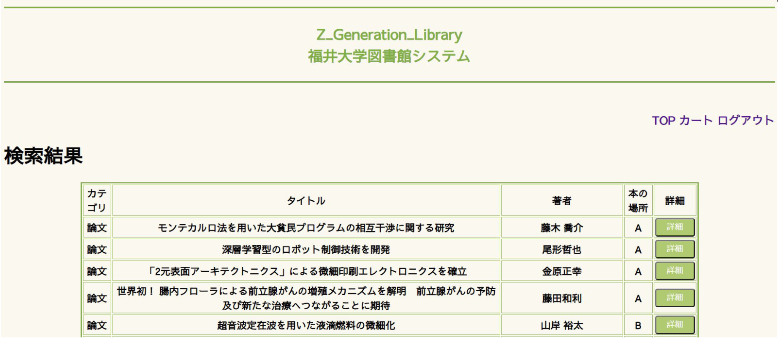 Z_Generation_Library
福井大学図書館システム
TOP カート ログアウト
検索結果
カテゴリ タイトル 著者 本の場所 詳細
論文 モンテカルロ法を用いた大貧民プログラムの相互干渉に関する研究 藤木 喬介 A 詳細
論文 深層学習型のロボット制御技術を開発 尾形哲也 A 詳細
論文 「2元表面アーキテクトニクス」による微細印刷エレクトロニクスを確立 金原正幸 A 詳細
論文 世界初! 腸内フローラによる前立腺がんの増殖メカニズムを解明 前立腺がんの予防
及び新たな治療へつながることに期待 藤田和利 A 詳細
論文 超音波定在波を用いた液滴燃料の微細化 山岸 裕太 B 詳細